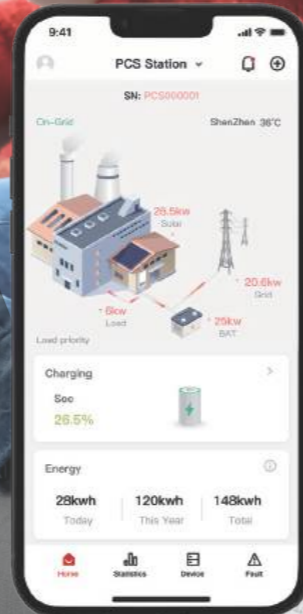 9:41
PCS Station
SN: PCS000001
On-Grid
ShenZhen 36°C
26.5kw
Solar
20.6kw
Grid
6kw
Load
25kw
BAT
Load priority
Charging
Soc
26.5%
Energy
28kwh
120kwh
148kwh
Today
This Year
Total
Home
Statistics
Device
Fault